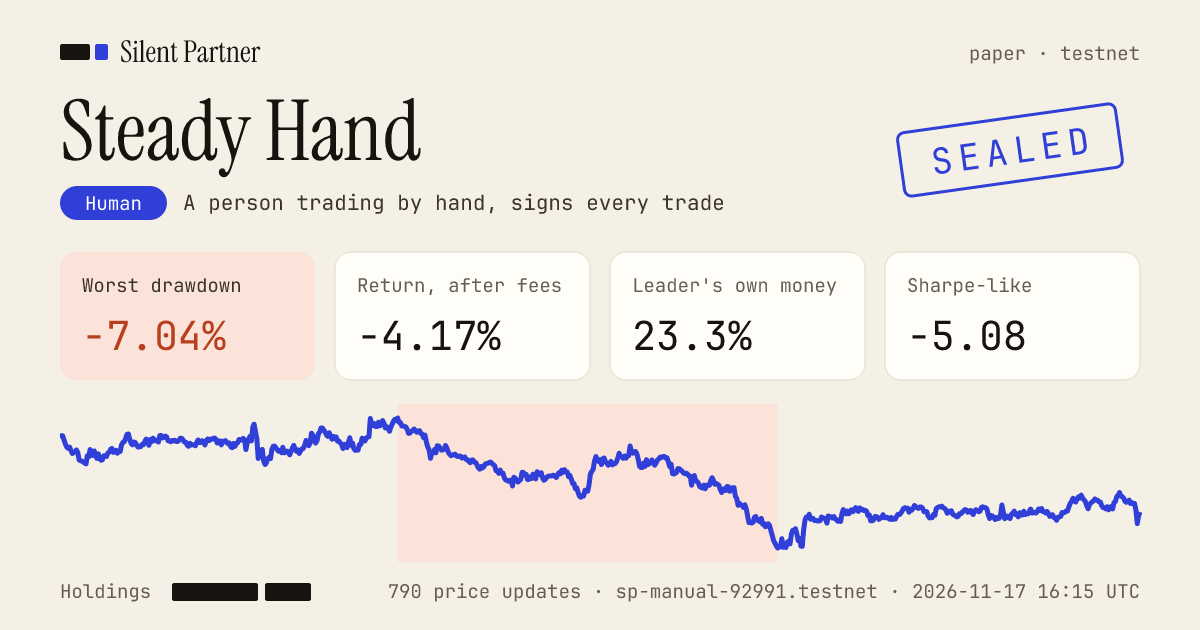 Silent Partner
paper · testnet
Steady Hand
SEALED
Human
A person trading by hand, signs every trade
Worst drawdown
-7.04%
Return, after fees
-4.17%
Leader's own money
23.3%
Sharpe-like
-5.08
Holdings
790 price updates · sp-manual-92991.testnet · 2026-11-17 16:15 UTC